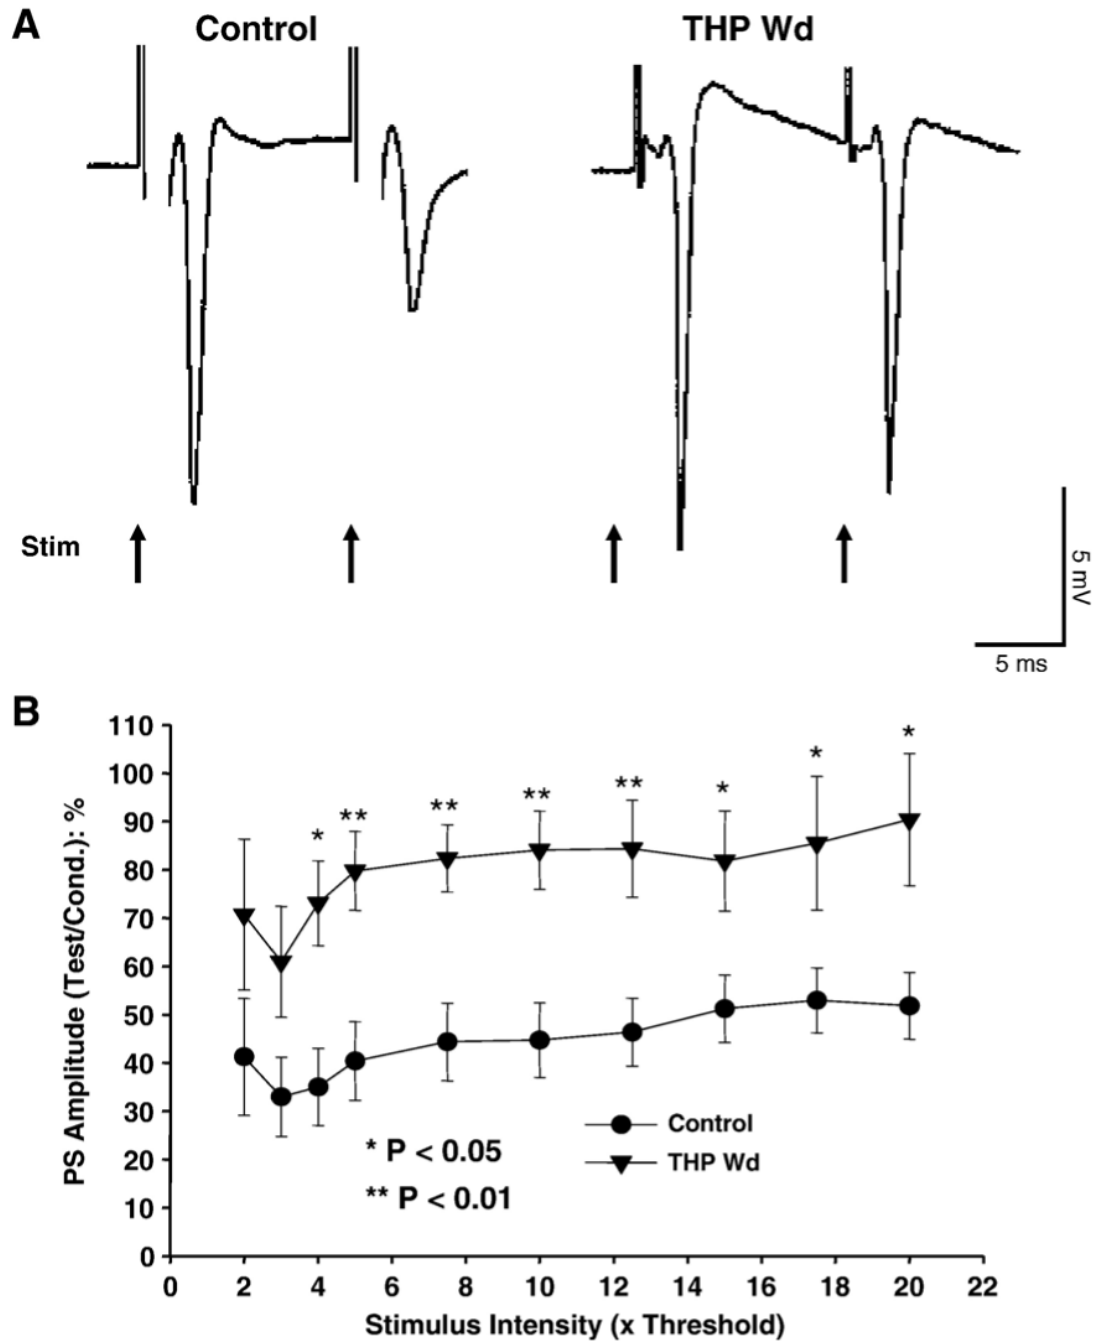 A
Control THP Wd
Stim
5 mV
5 ms
B
PS Amplitude (Test/Cond.): %
110
100
90
80
70
60
50
40
30
20
10
0
* ** ** ** ** * * *
* P < 0.05
** P < 0.01
Control
THP Wd
0 2 4 6 8 10 12 14 16 18 20 22
Stimulus Intensity (x Threshold)